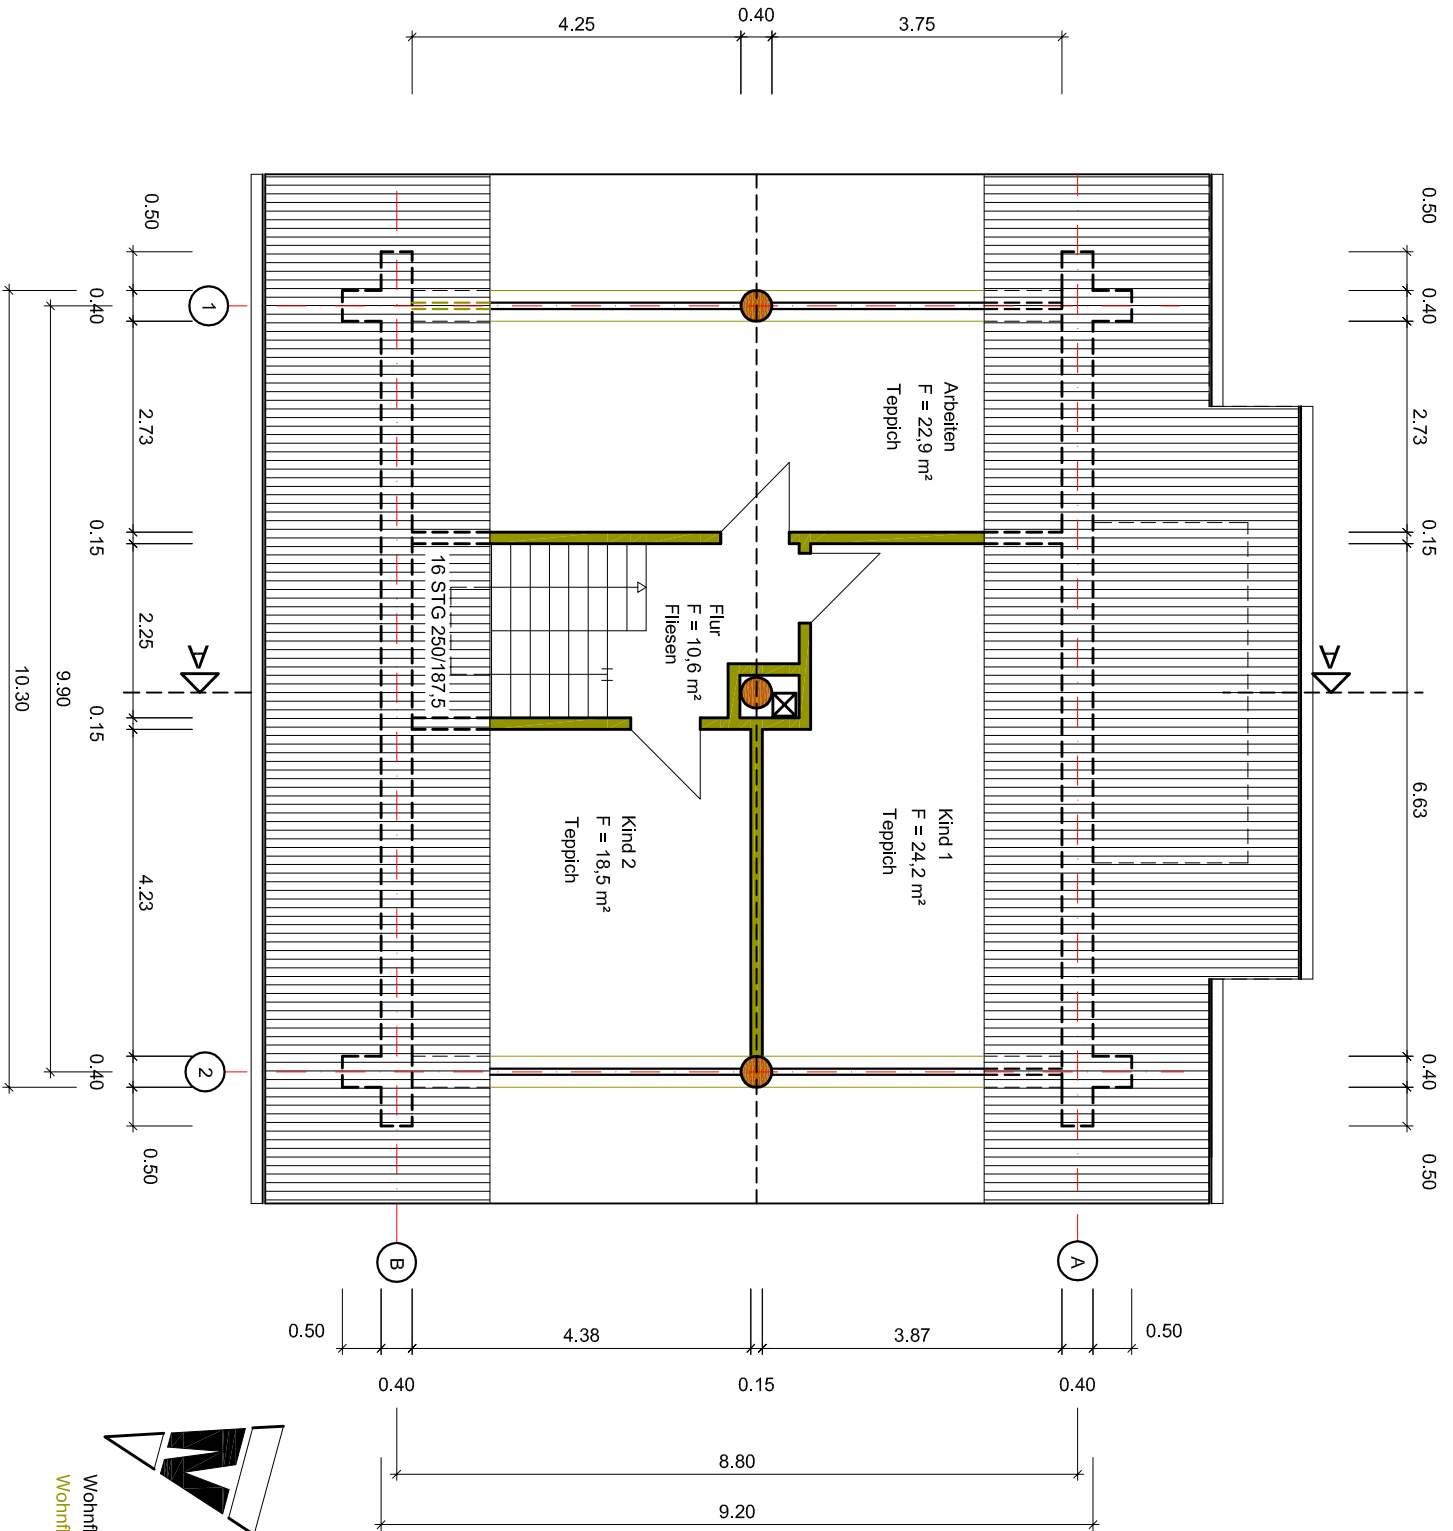 4.25
0.40
3.75
0.50
0.40
2.73
0.15
2.25
0.15
4.23
0.40
0.50
9.90
10.30
0.50
0.40
2.73
0.15
6.63
0.40
0.50
1
2
A
A
Arbeiten
F = 22,9 m²
Teppich
Flur
F = 10,6 m²
Fliesen
16 STG 250/187,5
Kind 1
F = 24,2 m²
Teppich
Kind 2
F = 18,5 m²
Teppich
B
A
0.50
4.38
3.87
0.50
0.40
0.15
0.40
8.80
9.20
N